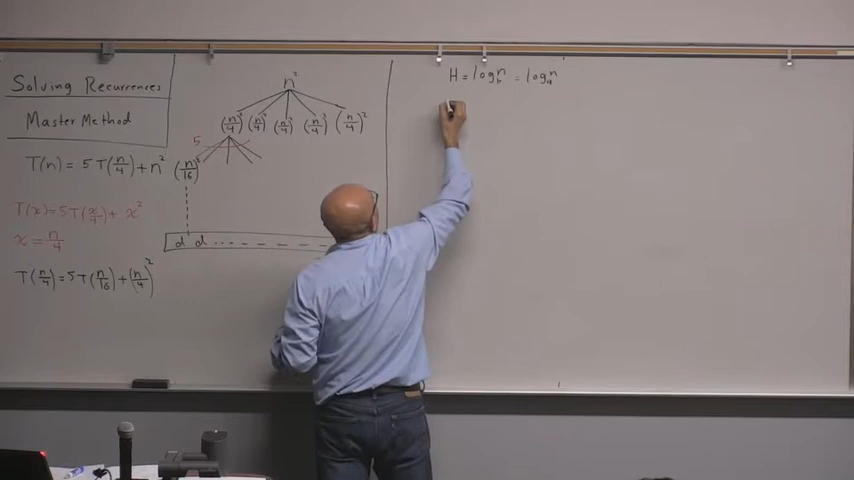 Solving Recurrences
Master Method
T(n) = 5T(n/4) + n²
T(x) = 5T(x/4) + x²
x = n/4
T(n/4) = 5T(n/16) + (n/4)²
n²
(n/4)² (n/4)² (n/4)² (n/4)² (n/4)²
5
(n/16)²
d d ....
H = log_b n = log_4 n